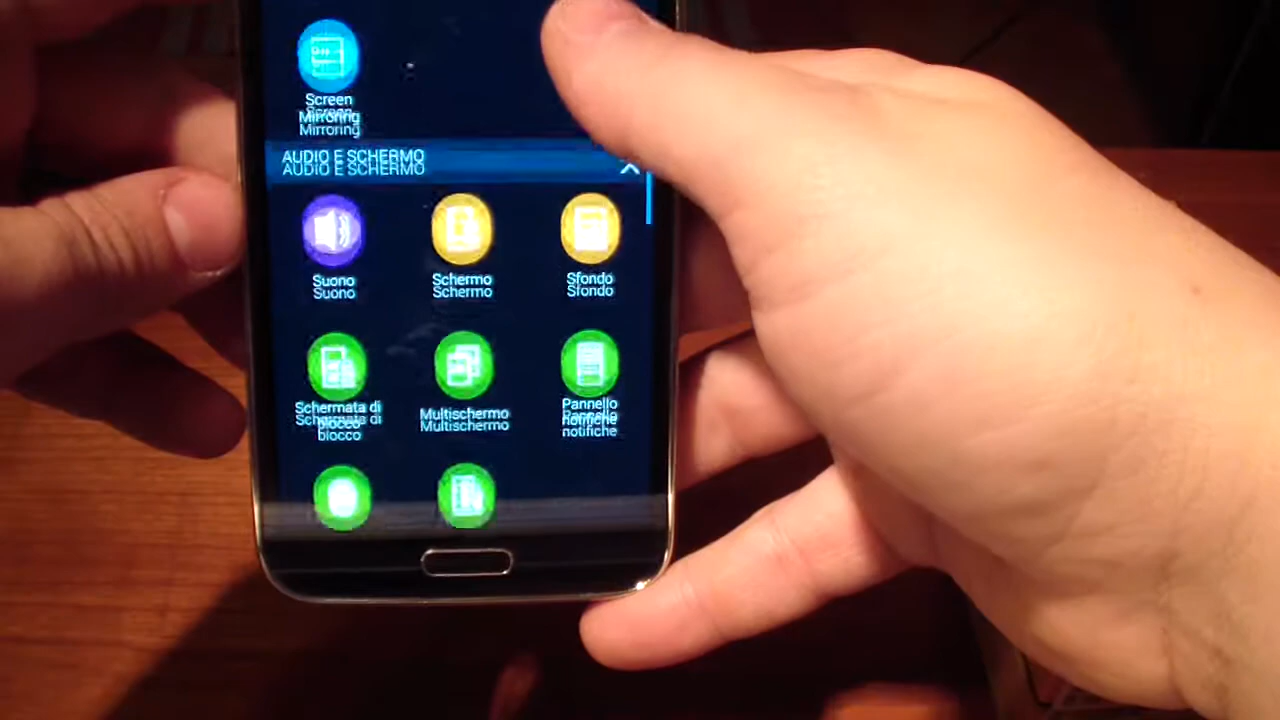 Screen
Mirroring
AUDIO E SCHERMO
Suono
Schermo
Sfondo
Schermata di
blocco
Multischermo
Pannello
notifiche